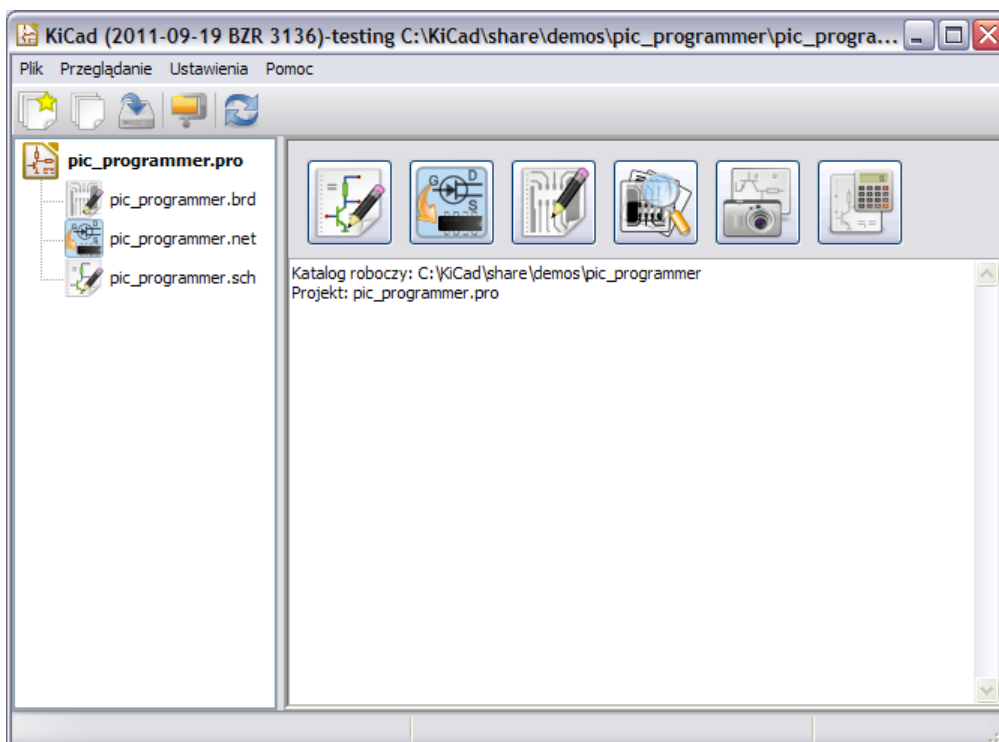 KiCad (2011-09-19 BZR 3136)-testing C:\KiCad\share\demos\pic_programmer\pic_progra...
Plik Przeglądanie Ustawienia Pomoc
pic_programmer.pro
pic_programmer.brd
pic_programmer.net
pic_programmer.sch
G D
S
Katalog roboczy: C:\KiCad\share\demos\pic_programmer
Projekt: pic_programmer.pro